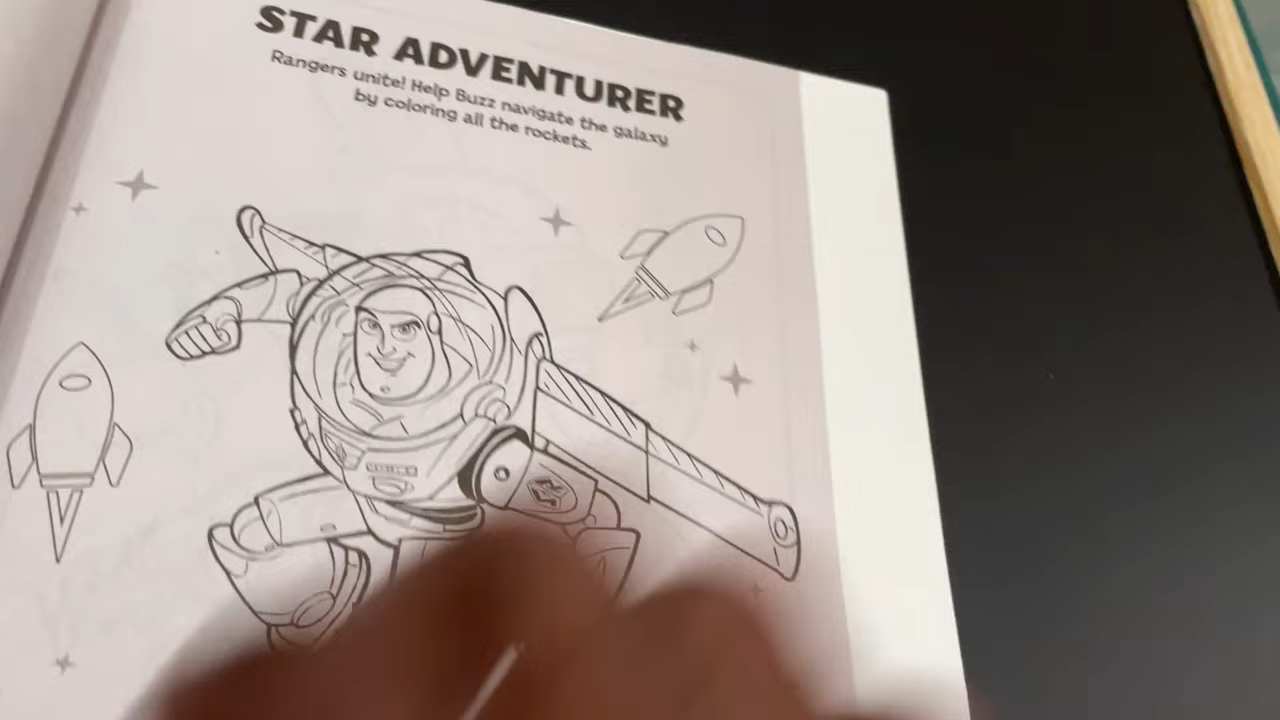 STAR ADVENTURER
Rangers unite! Help Buzz navigate the galaxy
by coloring all the rockets.